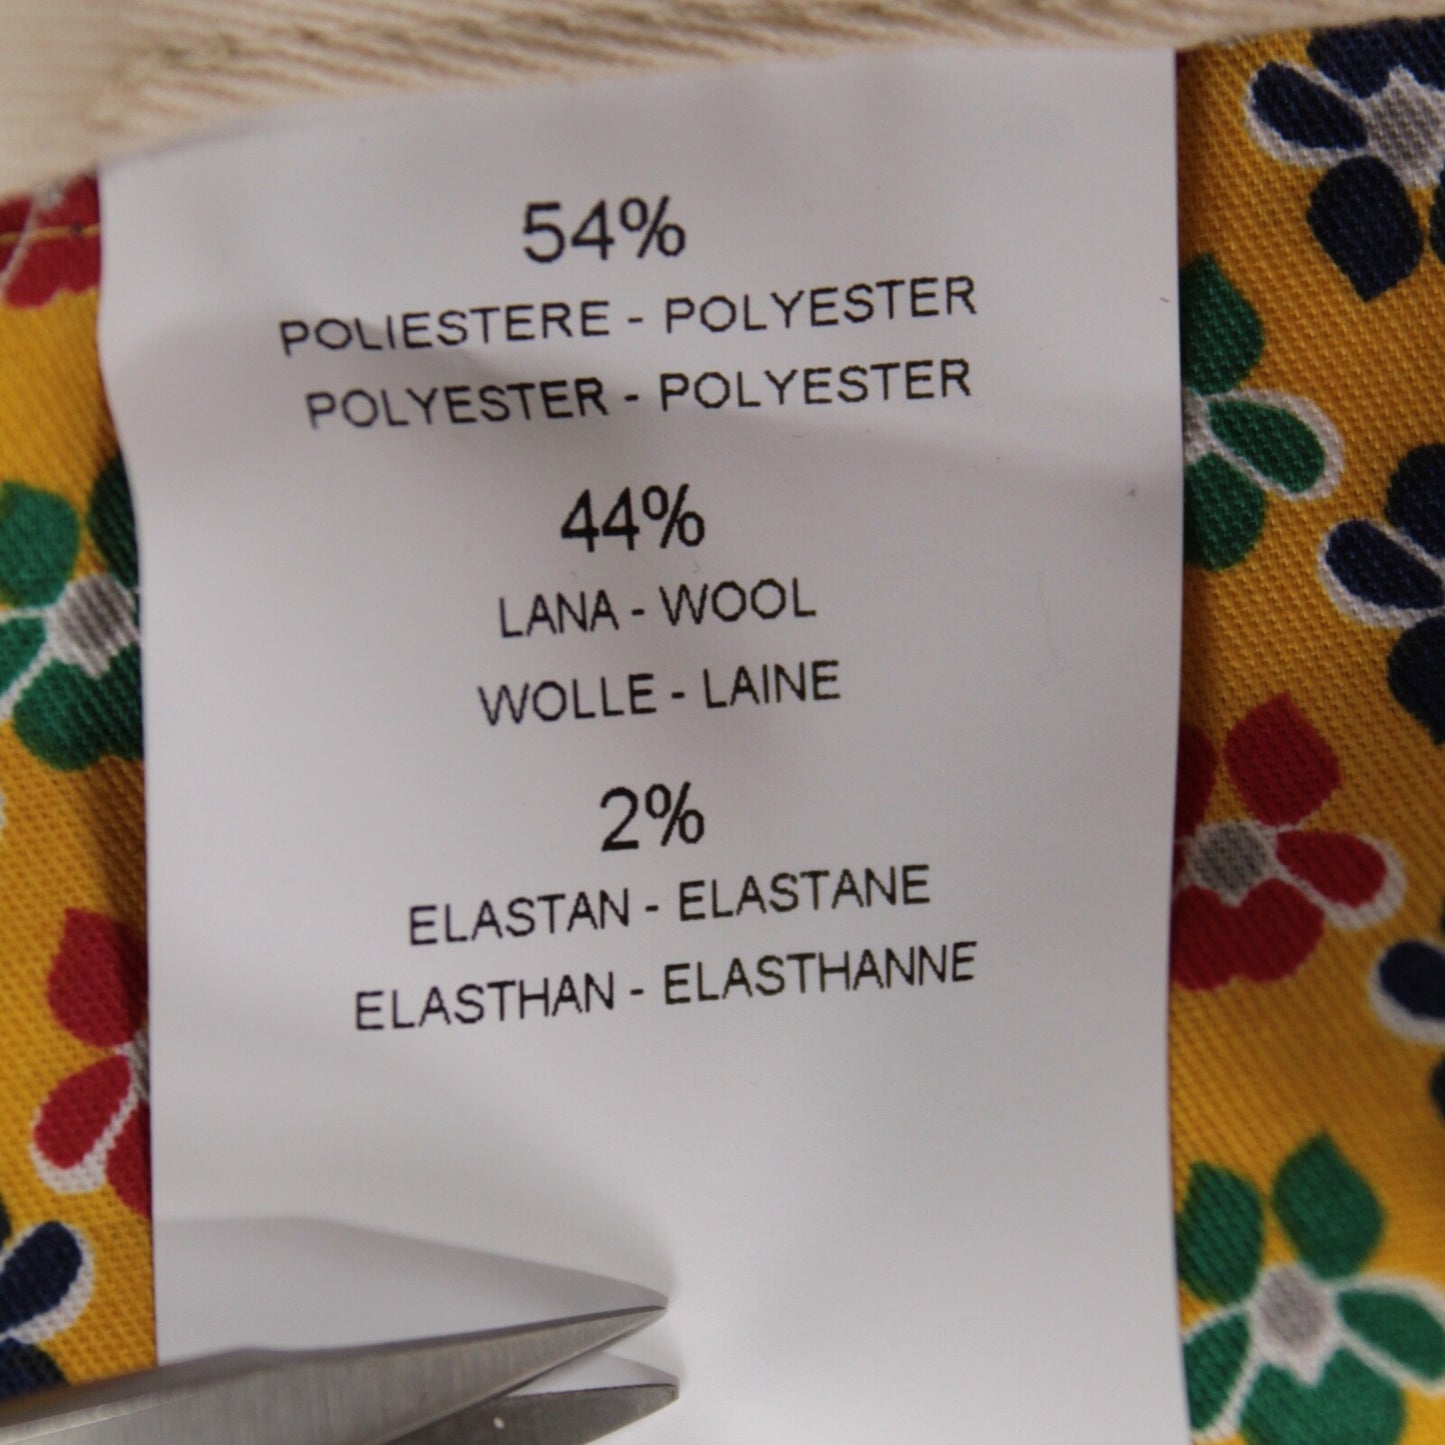 54%
POLIESTERE - POLYESTER
POLYESTER - POLYESTER
44%
LANA - WOOL
WOLLE - LAINE
2%
ELASTAN - ELASTANE
ELASTHAN - ELASTHANNE